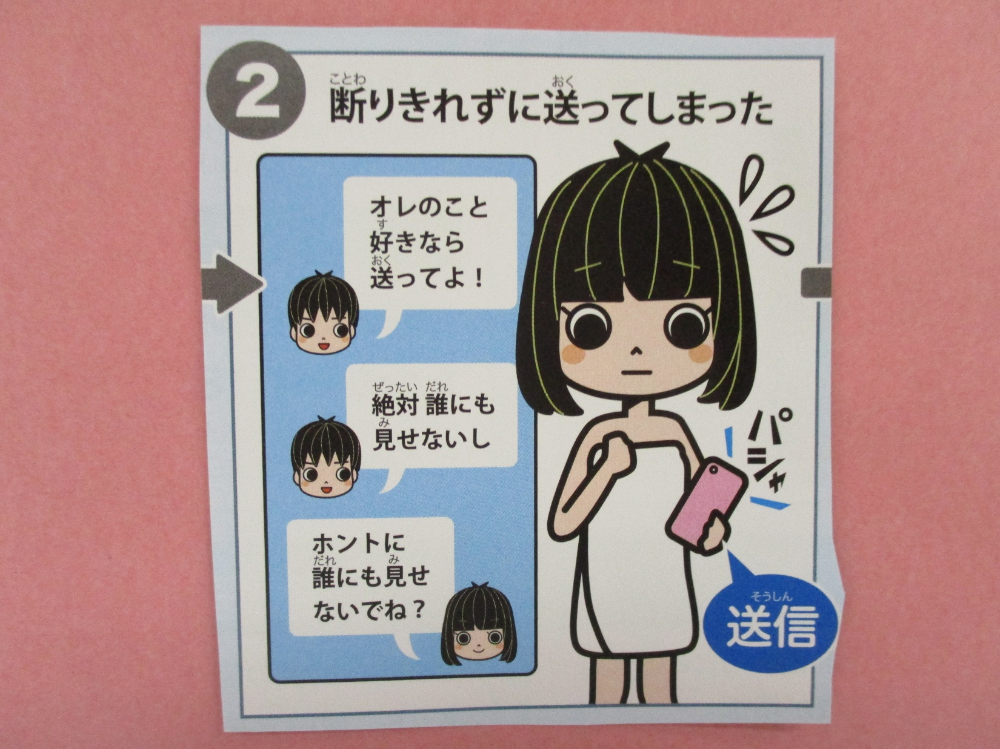 2
断りきれずに送ってしまった
ことわ
おく
オレのこと
好きなら
す
送ってよ！
おく
絶対 誰にも
ぜったい だれ
見せないし
み
ホントに
誰にも見せ
だれ み
ないでね？
パシャ
送信
そうしん